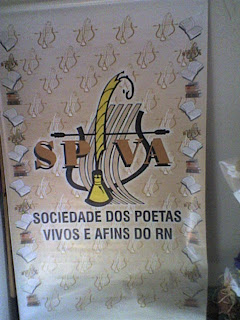 SPVA
SOCIEDADE DOS POETAS
VIVOS E AFINS DO RN